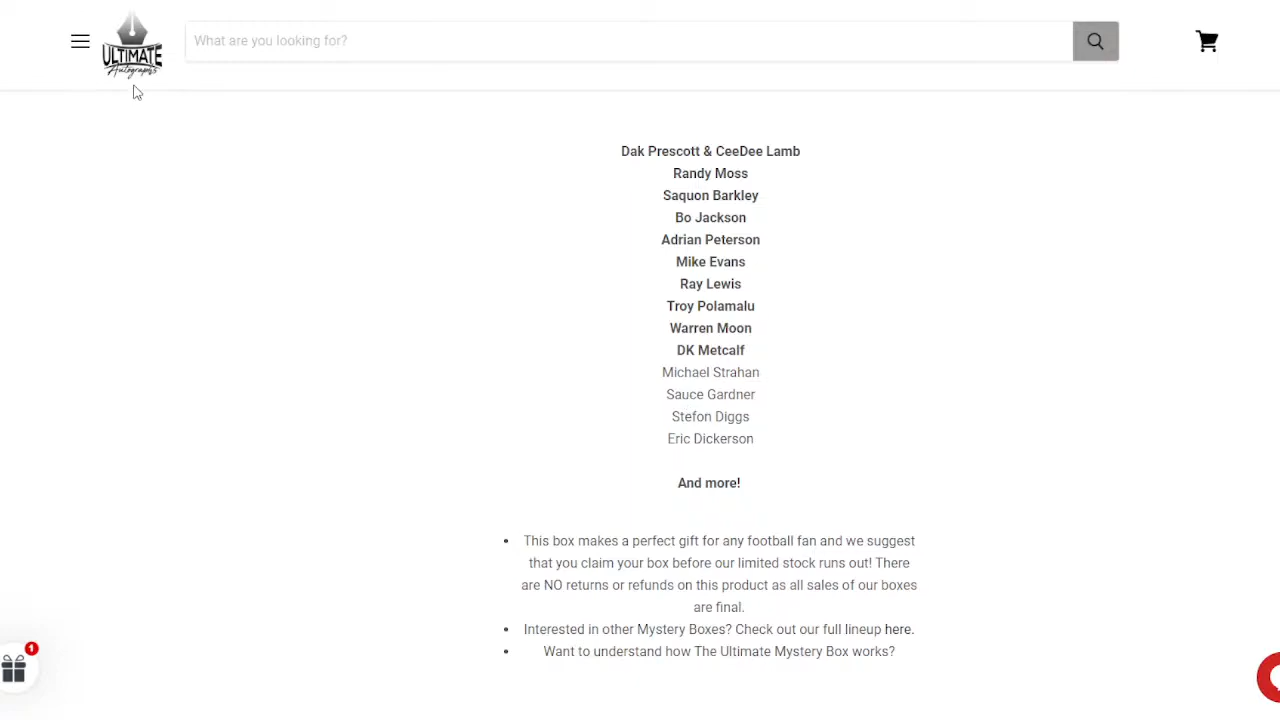 ULTIMATE
Autographs
What are you looking for?
Dak Prescott & CeeDee Lamb
Randy Moss
Saquon Barkley
Bo Jackson
Adrian Peterson
Mike Evans
Ray Lewis
Troy Polamalu
Warren Moon
DK Metcalf
Michael Strahan
Sauce Gardner
Stefon Diggs
Eric Dickerson
And more!
• This box makes a perfect gift for any football fan and we suggest
that you claim your box before our limited stock runs out! There
are NO returns or refunds on this product as all sales of our boxes
are final.
• Interested in other Mystery Boxes? Check out our full lineup here.
• Want to understand how The Ultimate Mystery Box works?
1